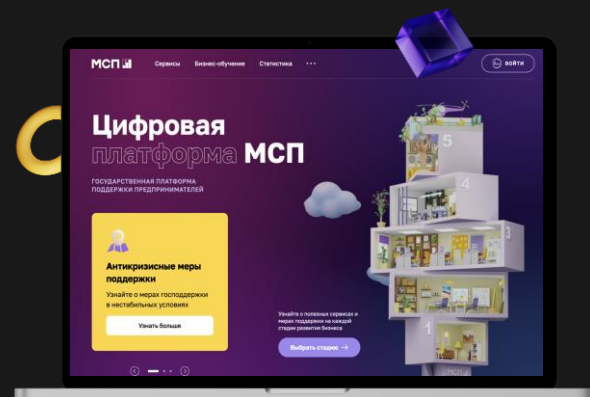 МСП
Сервисы Бизнес-обучение Статистика ···
ВОЙТИ
Цифровая
платформа МСП
ГОСУДАРСТВЕННАЯ ПЛАТФОРМА
ПОДДЕРЖКИ ПРЕДПРИНИМАТЕЛЕЙ
Антикризисные меры
поддержки
Узнайте о мерах господдержки
в нестабильных условиях
Узнать больше
Узнайте о полезных сервисах и
мерах поддержки на каждой
стадии развития бизнеса
Выбрать стадию →
5
4
3
1
МСП